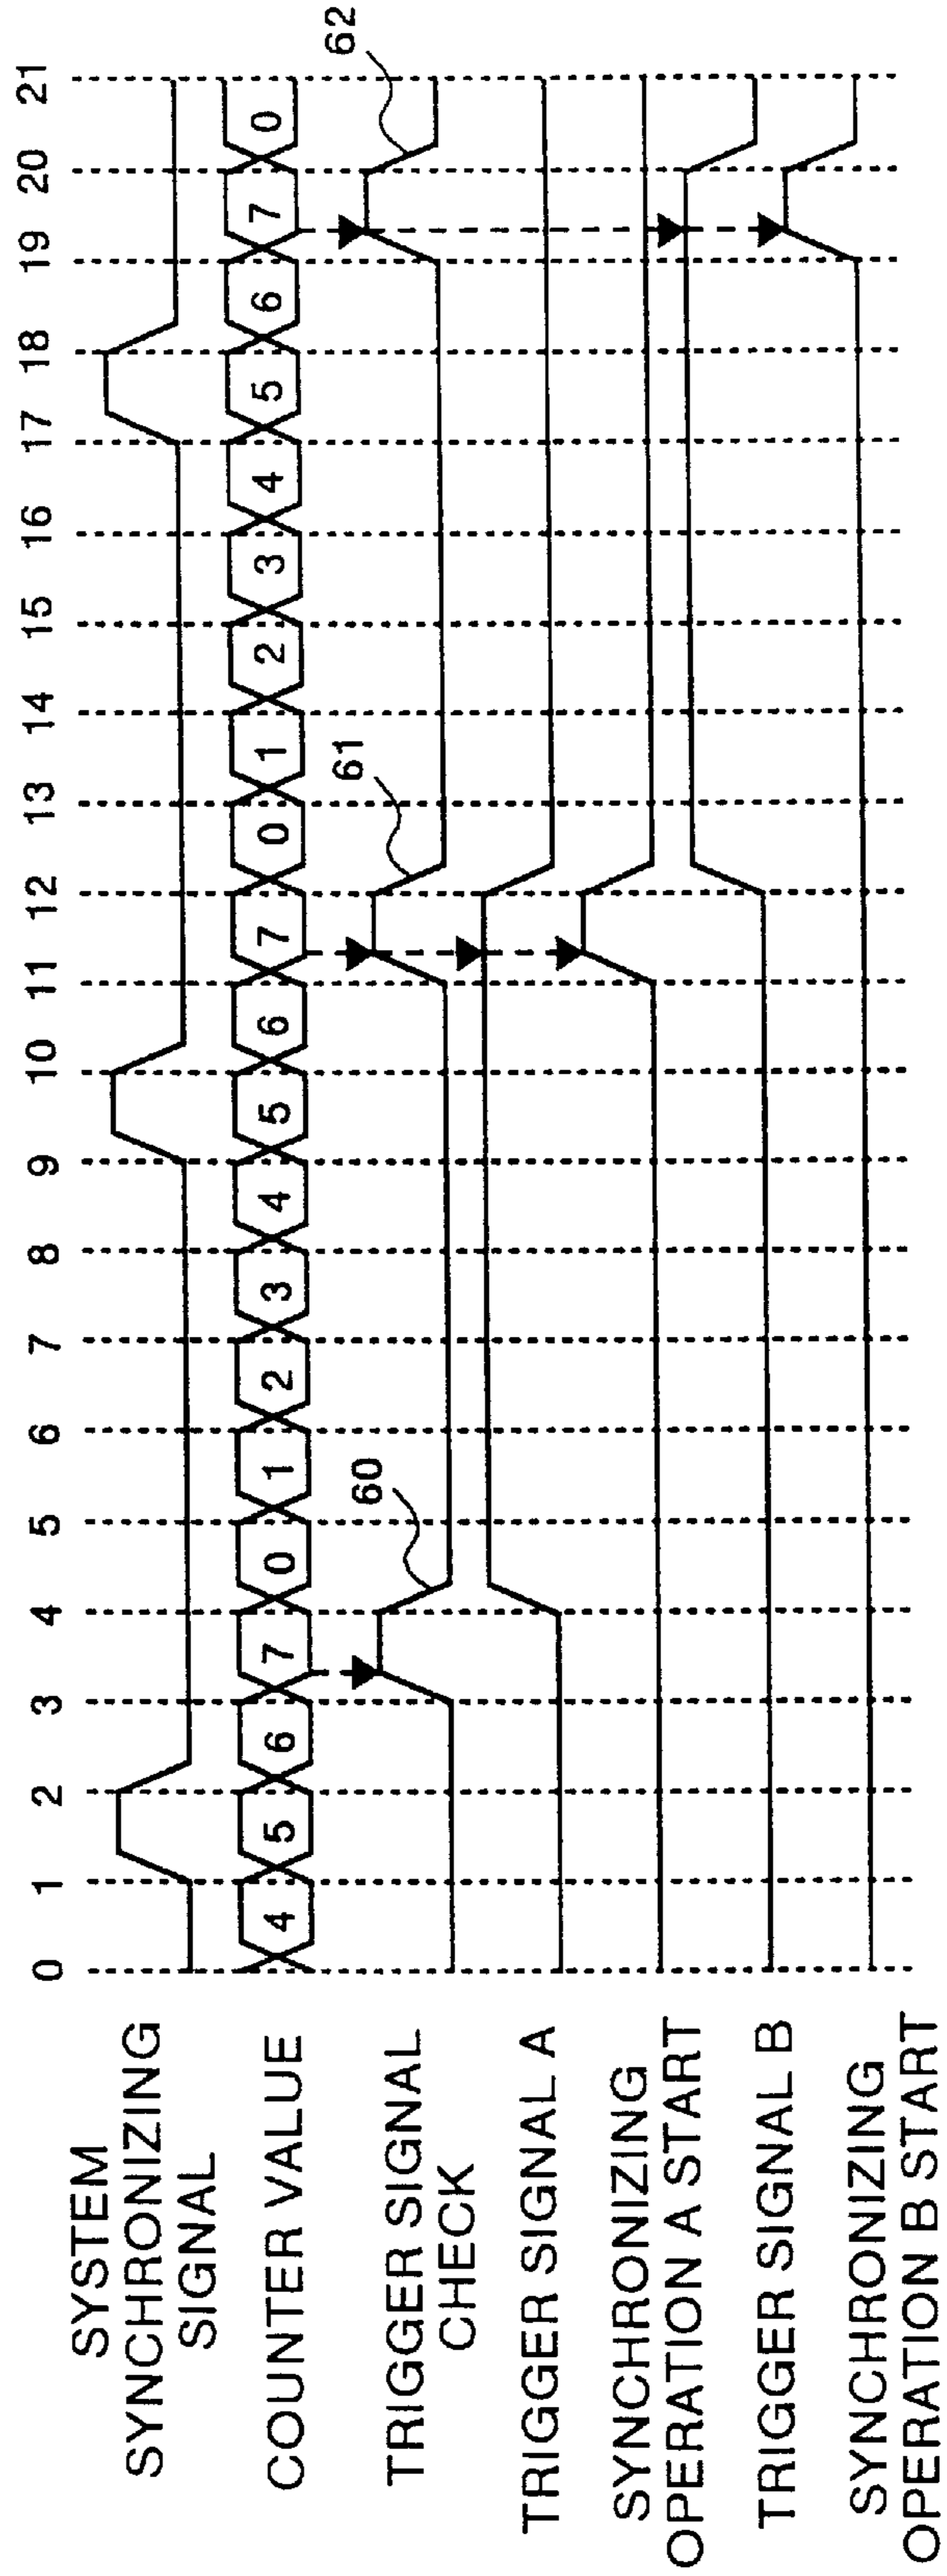 0 1 2 3 4 5 6 7 8 9 10 11 12 13 14 15 16 17 18 19 20 21
SYSTEM
SYNCHRONIZING
SIGNAL
COUNTER VALUE 4 5 6 7 0 1 2 3 4 5 6 7 0 1 2 3 4 5 6 7 0
60 61 62
TRIGGER SIGNAL
CHECK
TRIGGER SIGNAL A
SYNCHRONIZING
OPERATION A START
TRIGGER SIGNAL B
SYNCHRONIZING
OPERATION B START